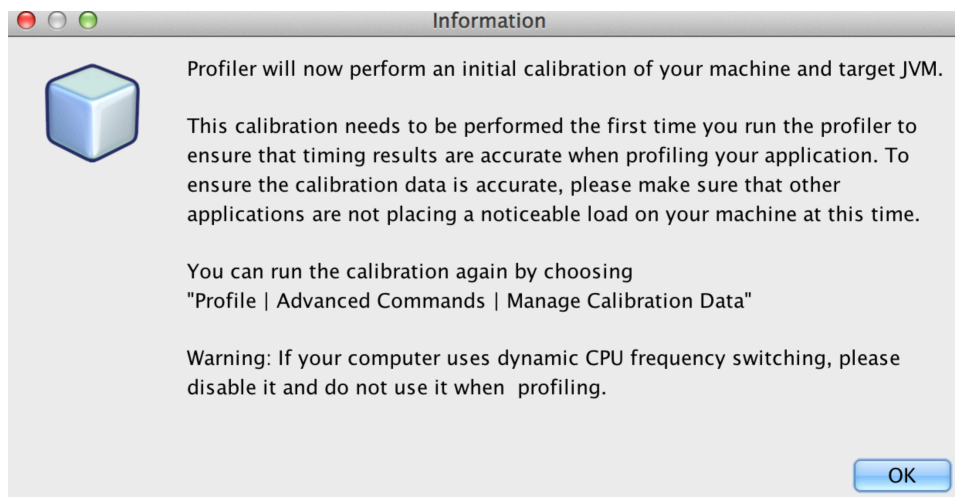 Information
Profiler will now perform an initial calibration of your machine and target JVM.
This calibration needs to be performed the first time you run the profiler to
ensure that timing results are accurate when profiling your application. To
ensure the calibration data is accurate, please make sure that other
applications are not placing a noticeable load on your machine at this time.
You can run the calibration again by choosing
"Profile | Advanced Commands | Manage Calibration Data"
Warning: If your computer uses dynamic CPU frequency switching, please
disable it and do not use it when  profiling.
OK